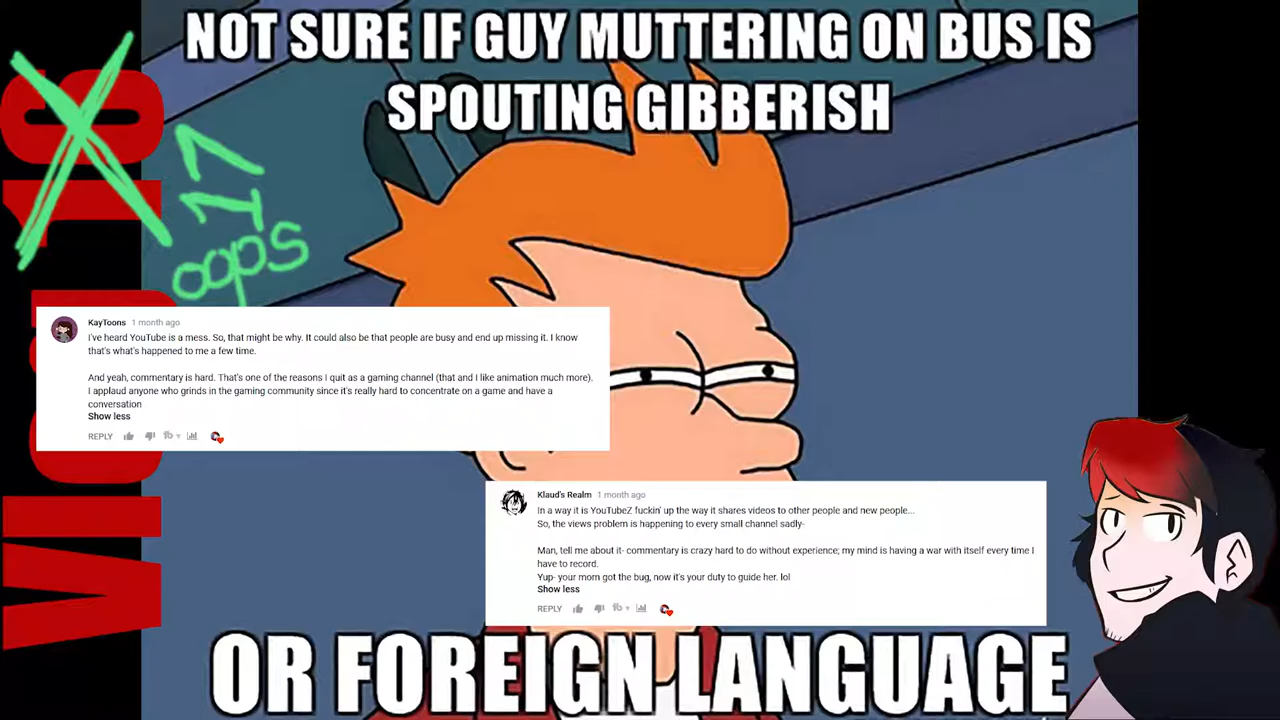 NOT SURE IF GUY MUTTERING ON BUS IS
SPOUTING GIBBERISH
Vlog 16
17
oops
KayToons 1 month ago
I've heard YouTube is a mess. So, that might be why. It could also be that people are busy and end up missing it. I know
that's what's happened to me a few time.
And yeah, commentary is hard. That's one of the reasons I quit as a gaming channel (that and I like animation much more).
I applaud anyone who grinds in the gaming community since it's really hard to concentrate on a game and have a
conversation
Show less
REPLY
Klaud's Realm 1 month ago
In a way it is YouTubeZ fuckin' up the way it shares videos to other people and new people...
So, the views problem is happening to every small channel sadly-
Man, tell me about it- commentary is crazy hard to do without experience; my mind is having a war with itself every time I
have to record.
Yup- your mom got the bug, now it's your duty to guide her. lol
Show less
REPLY
OR FOREIGN LANGUAGE